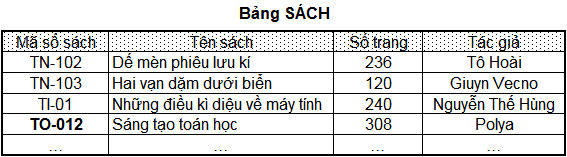 Bảng SÁCH
Mã số sách Tên sách Số trang Tác giả
TN-102 Dế mèn phiêu lưu kí 236 Tô Hoài
TN-103 Hai vạn dặm dưới biển 120 Giuyn Vecno
TI-01 Những điều kì diệu về máy tính 240 Nguyễn Thế Hùng
TO-012 Sáng tạo toán học 308 Polya
... ... ... ...